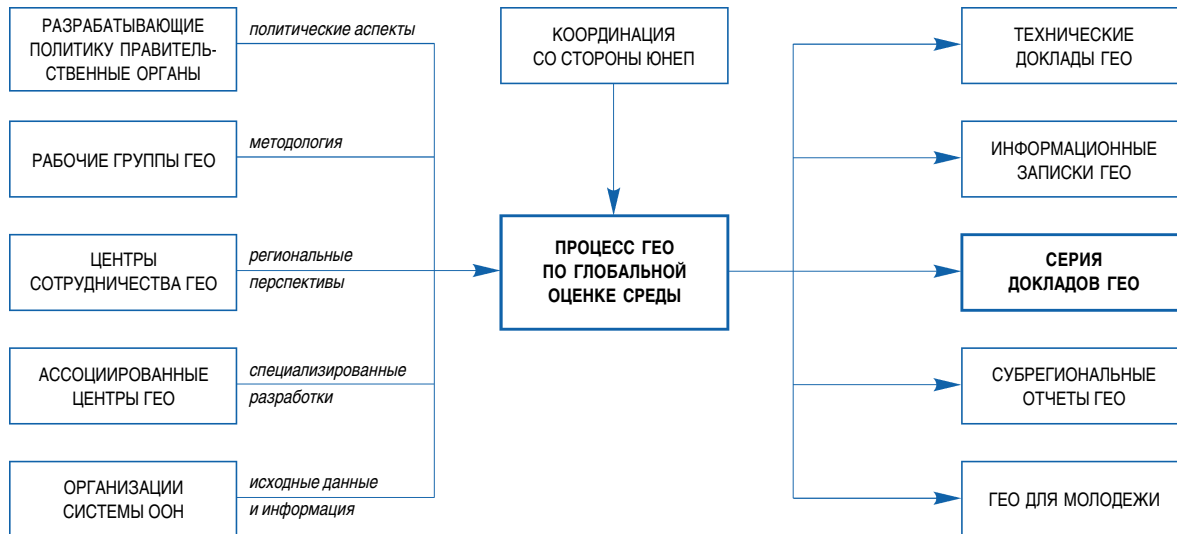 РАЗРАБАТЫВАЮЩИЕ
ПОЛИТИКУ ПРАВИТЕЛЬ-
СТВЕННЫЕ ОРГАНЫ
политические аспекты
РАБОЧИЕ ГРУППЫ ГЕО
методология
ЦЕНТРЫ
СОТРУДНИЧЕСТВА ГЕО
региональные
перспективы
АССОЦИИРОВАННЫЕ
ЦЕНТРЫ ГЕО
специализированные
разработки
ОРГАНИЗАЦИИ
СИСТЕМЫ ООН
исходные данные
и информация
КООРДИНАЦИЯ
СО СТОРОНЫ ЮНЕП
ПРОЦЕСС ГЕО
ПО ГЛОБАЛЬНОЙ
ОЦЕНКЕ СРЕДЫ
ТЕХНИЧЕСКИЕ
ДОКЛАДЫ ГЕО
ИНФОРМАЦИОННЫЕ
ЗАПИСКИ ГЕО
СЕРИЯ
ДОКЛАДОВ ГЕО
СУБРЕГИОНАЛЬНЫЕ
ОТЧЕТЫ ГЕО
ГЕО ДЛЯ МОЛОДЕЖИ